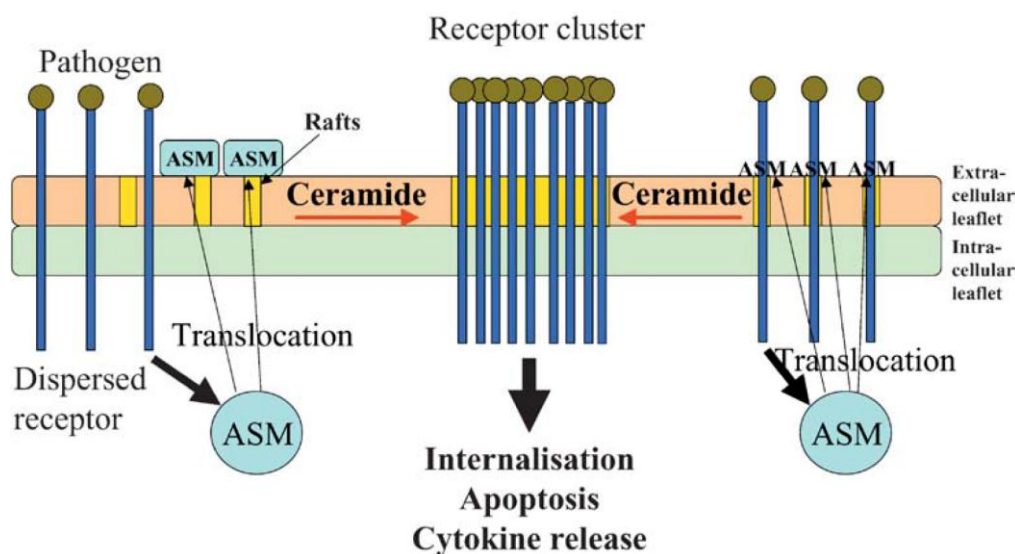 Receptor cluster
Pathogen
Rafts
ASM
ASM
ASM
ASM
ASM
Ceramide
Ceramide
Extra-
cellular
leaflet
Intra-
cellular
leaflet
Translocation
Translocation
Dispersed
receptor
ASM
ASM
Internalisation
Apoptosis
Cytokine release